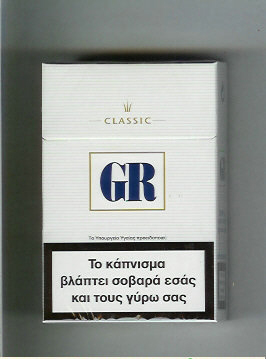 CLASSIC
GR
Το Υπουργείο Υγείας προειδοποιεί:
Το κάπνισμα
βλάπτει σοβαρά εσάς
και τους γύρω σας